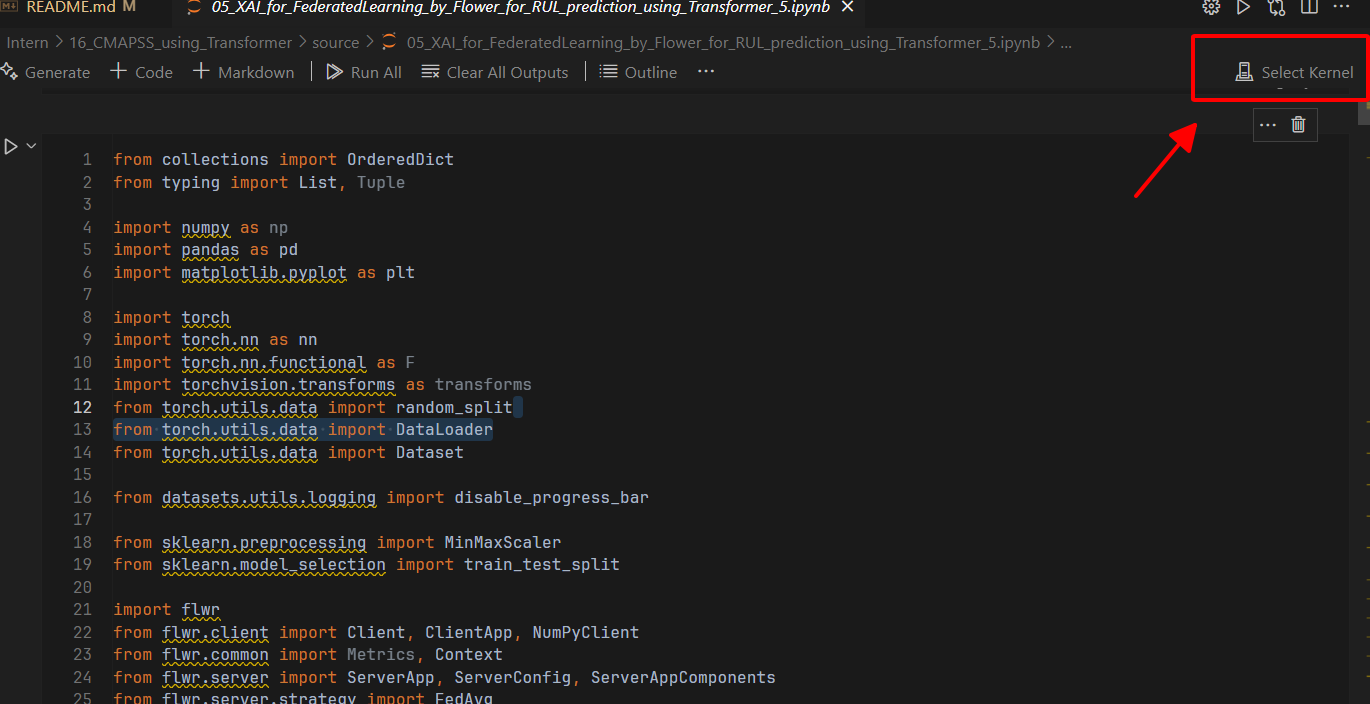 README.md M 05_XAI_for_FederatedLearning_by_Flower_for_RUL_prediction_using_Transformer_5.ipynb
Intern > 16_CMAPSS_using_Transformer > source > 05_XAI_for_FederatedLearning_by_Flower_for_RUL_prediction_using_Transformer_5.ipynb > ...
Generate + Code + Markdown | Run All Clear All Outputs | Outline ... Select Kernel
1 from collections import OrderedDict
2 from typing import List, Tuple
3
4 import numpy as np
5 import pandas as pd
6 import matplotlib.pyplot as plt
7
8 import torch
9 import torch.nn as nn
10 import torch.nn.functional as F
11 import torchvision.transforms as transforms
12 from torch.utils.data import random_split
13 from torch.utils.data import DataLoader
14 from torch.utils.data import Dataset
15
16 from datasets.utils.logging import disable_progress_bar
17
18 from sklearn.preprocessing import MinMaxScaler
19 from sklearn.model_selection import train_test_split
20
21 import flwr
22 from flwr.client import Client, ClientApp, NumPyClient
23 from flwr.common import Metrics, Context
24 from flwr.server import ServerApp, ServerConfig, ServerAppComponents
25 from flwr.server.strategy import FedAvg